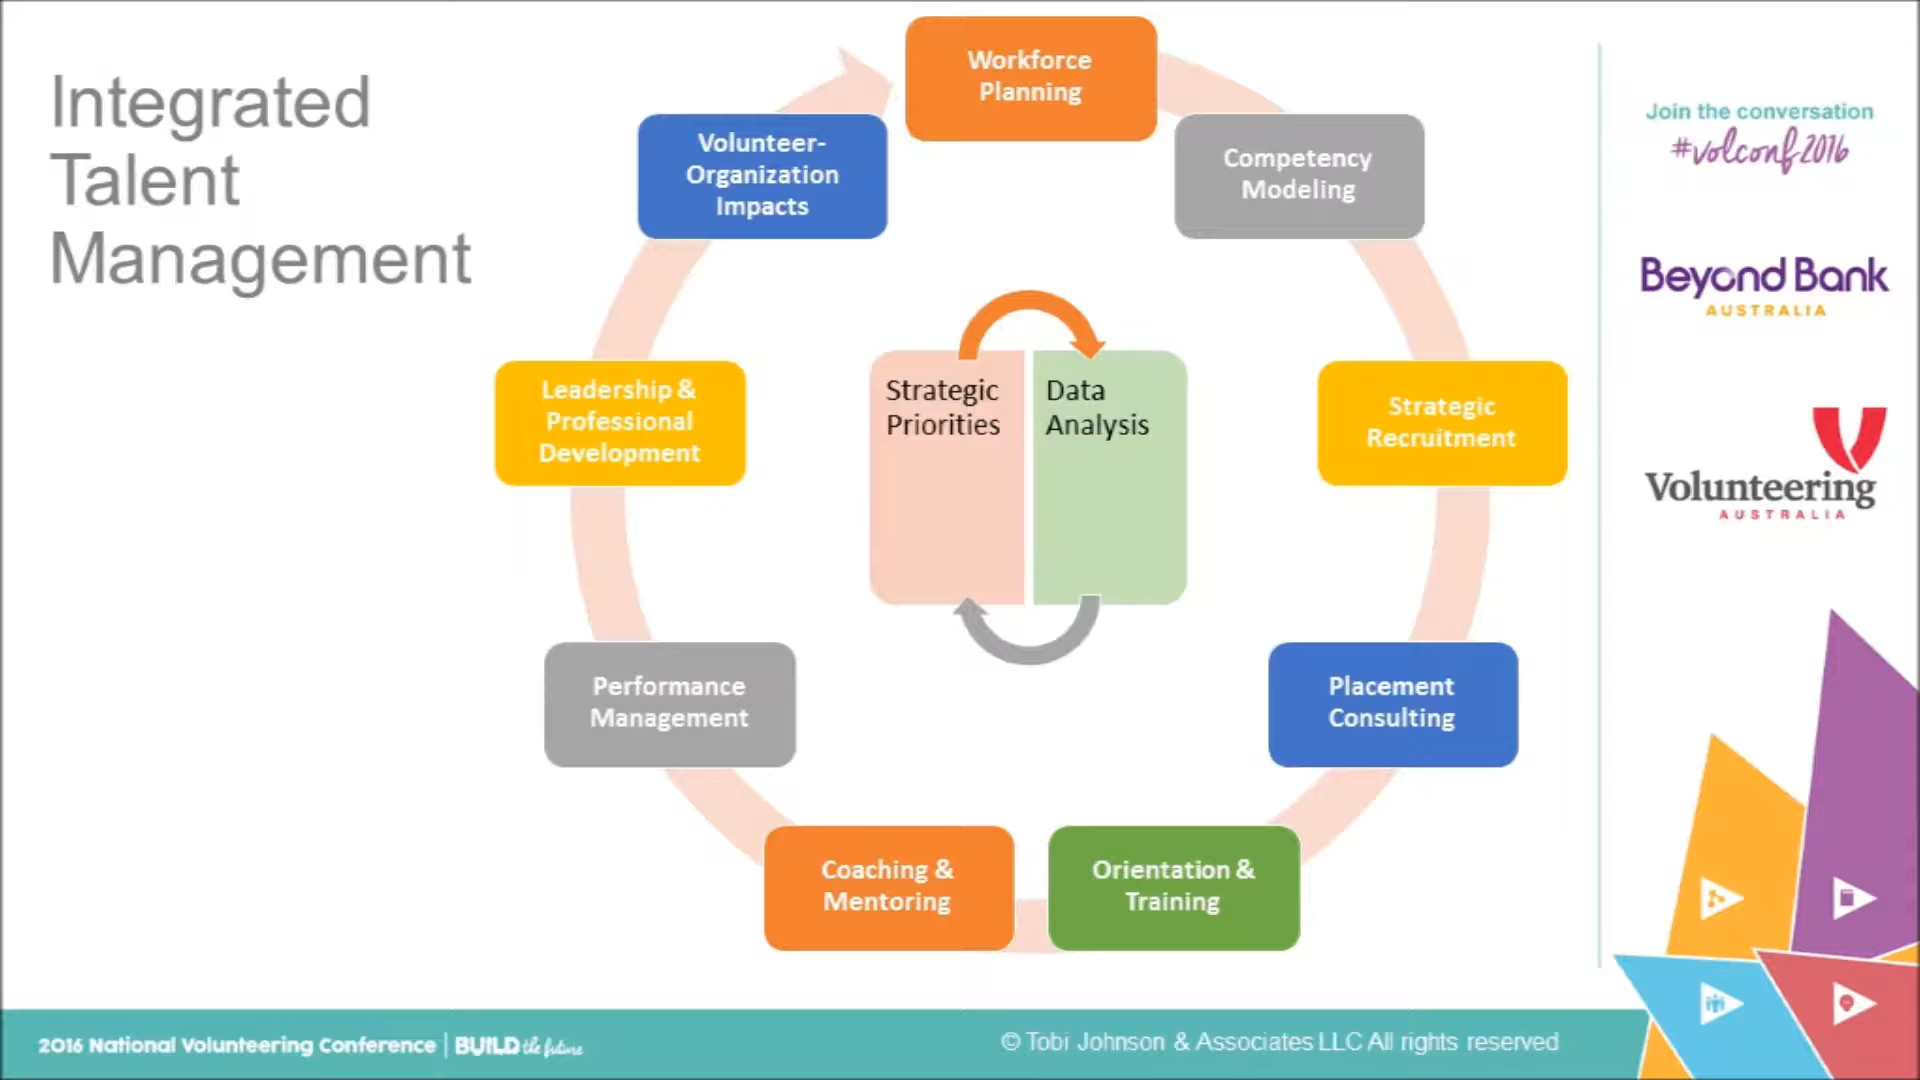 Integrated
Talent
Management
Workforce
Planning
Competency
Modeling
Strategic
Recruitment
Placement
Consulting
Orientation &
Training
Coaching &
Mentoring
Performance
Management
Leadership &
Professional
Development
Volunteer-
Organization
Impacts
Strategic
Priorities
Data
Analysis
Join the conversation
#volconf2016
Beyond Bank
AUSTRALIA
Volunteering
AUSTRALIA
2016 National Volunteering Conference | BUILD the future
© Tobi Johnson & Associates LLC All rights reserved